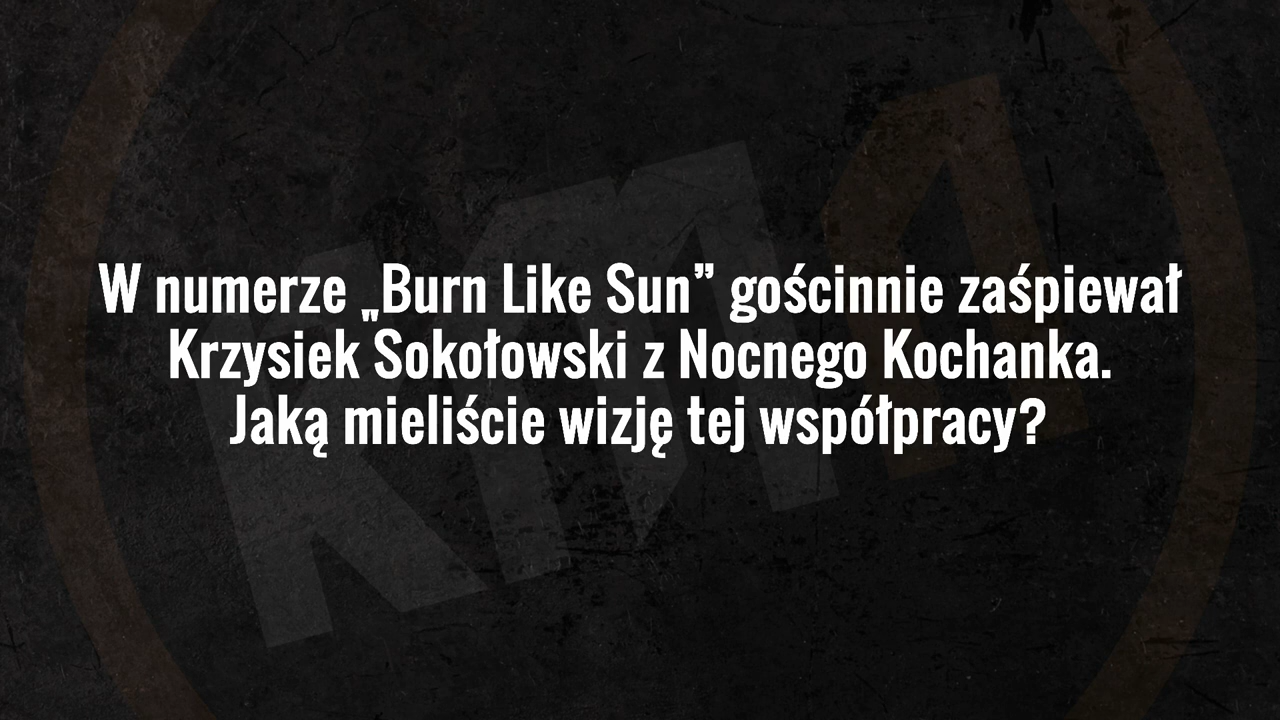 W numerze „Burn Like Sun” gościnnie zaśpiewał
Krzysiek Sokołowski z Nocnego Kochanka.
Jaką mieliście wizję tej współpracy?